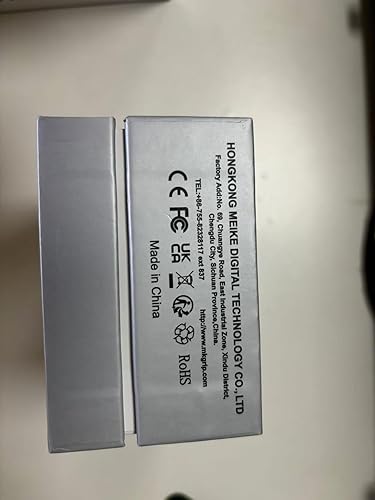 HONGKONG MEIKE DIGITAL TECHNOLOGY CO., LTD
Factory Add:No. 69, Chuangye Road, East Industrial Zone, Xindu District,
Chengdu City, Sichuan Province,China.
TEL:+86-755-82328117 ext 837
http://www.mkgrip.com
CE FC UK CA RoHS
Made in China